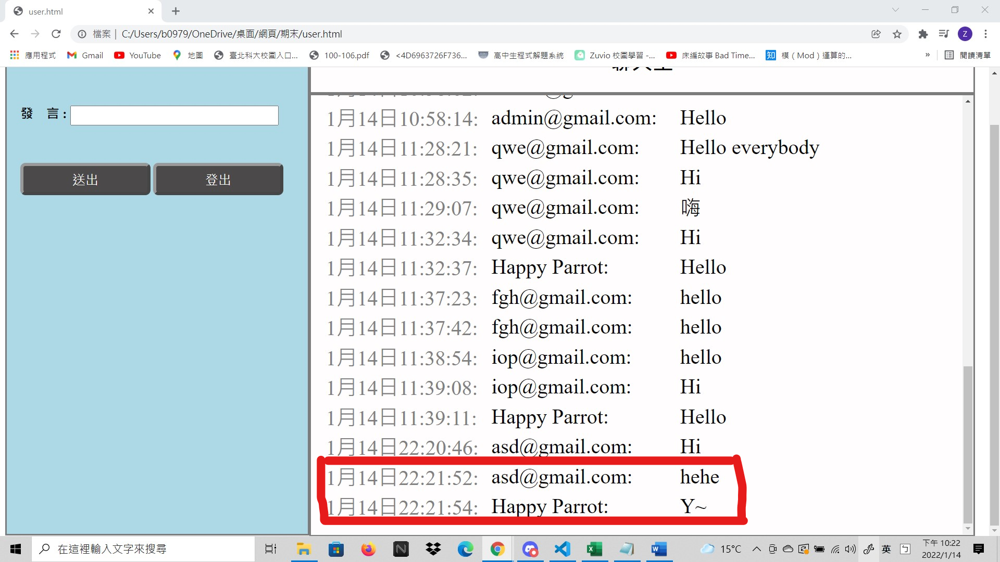 user.html
檔案 | C:/Users/b0979/OneDrive/桌面/網頁/期末/user.html
Z
應用程式 Gmail YouTube 地圖 臺北科大校園入口... 100-106.pdf <4D6963726F736... 高中生程式解題系統 Zuvio 校園學習 -... 床編故事 Bad Time... 知 模（Mod）運算的... » 閱讀清單
發 言：
送出 登出
1月14日10:58:14: admin@gmail.com: Hello
1月14日11:28:21: qwe@gmail.com: Hello everybody
1月14日11:28:35: qwe@gmail.com: Hi
1月14日11:29:07: qwe@gmail.com: 嗨
1月14日11:32:34: qwe@gmail.com: Hi
1月14日11:32:37: Happy Parrot: Hello
1月14日11:37:23: fgh@gmail.com: hello
1月14日11:37:42: fgh@gmail.com: hello
1月14日11:38:54: iop@gmail.com: hello
1月14日11:39:08: iop@gmail.com: Hi
1月14日11:39:11: Happy Parrot: Hello
1月14日22:20:46: asd@gmail.com: Hi
1月14日22:21:52: asd@gmail.com: hehe
1月14日22:21:54: Happy Parrot: Y~
在這裡輸入文字來搜尋
15°C
英
下午 10:22
2022/1/14